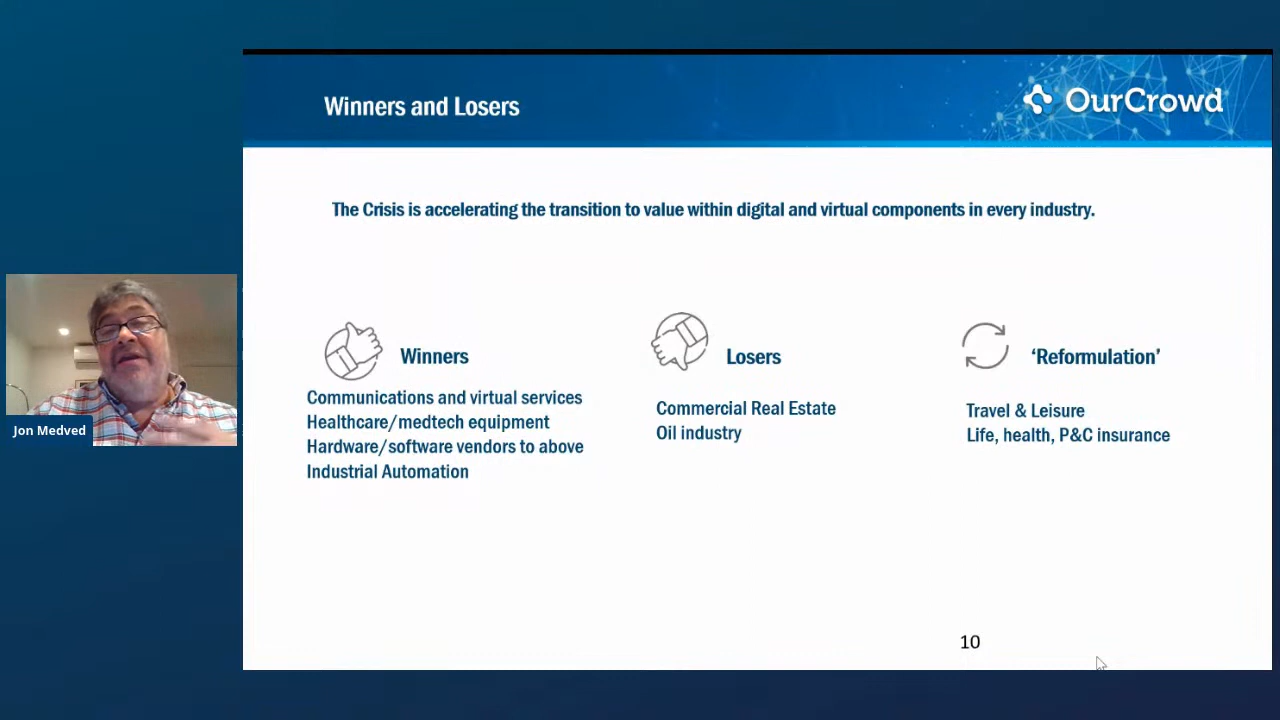 Winners and Losers
OurCrowd
The Crisis is accelerating the transition to value within digital and virtual components in every industry.
Winners
Communications and virtual services
Healthcare/medtech equipment
Hardware/software vendors to above
Industrial Automation
Losers
Commercial Real Estate
Oil industry
‘Reformulation’
Travel & Leisure
Life, health, P&C insurance
Jon Medved
10